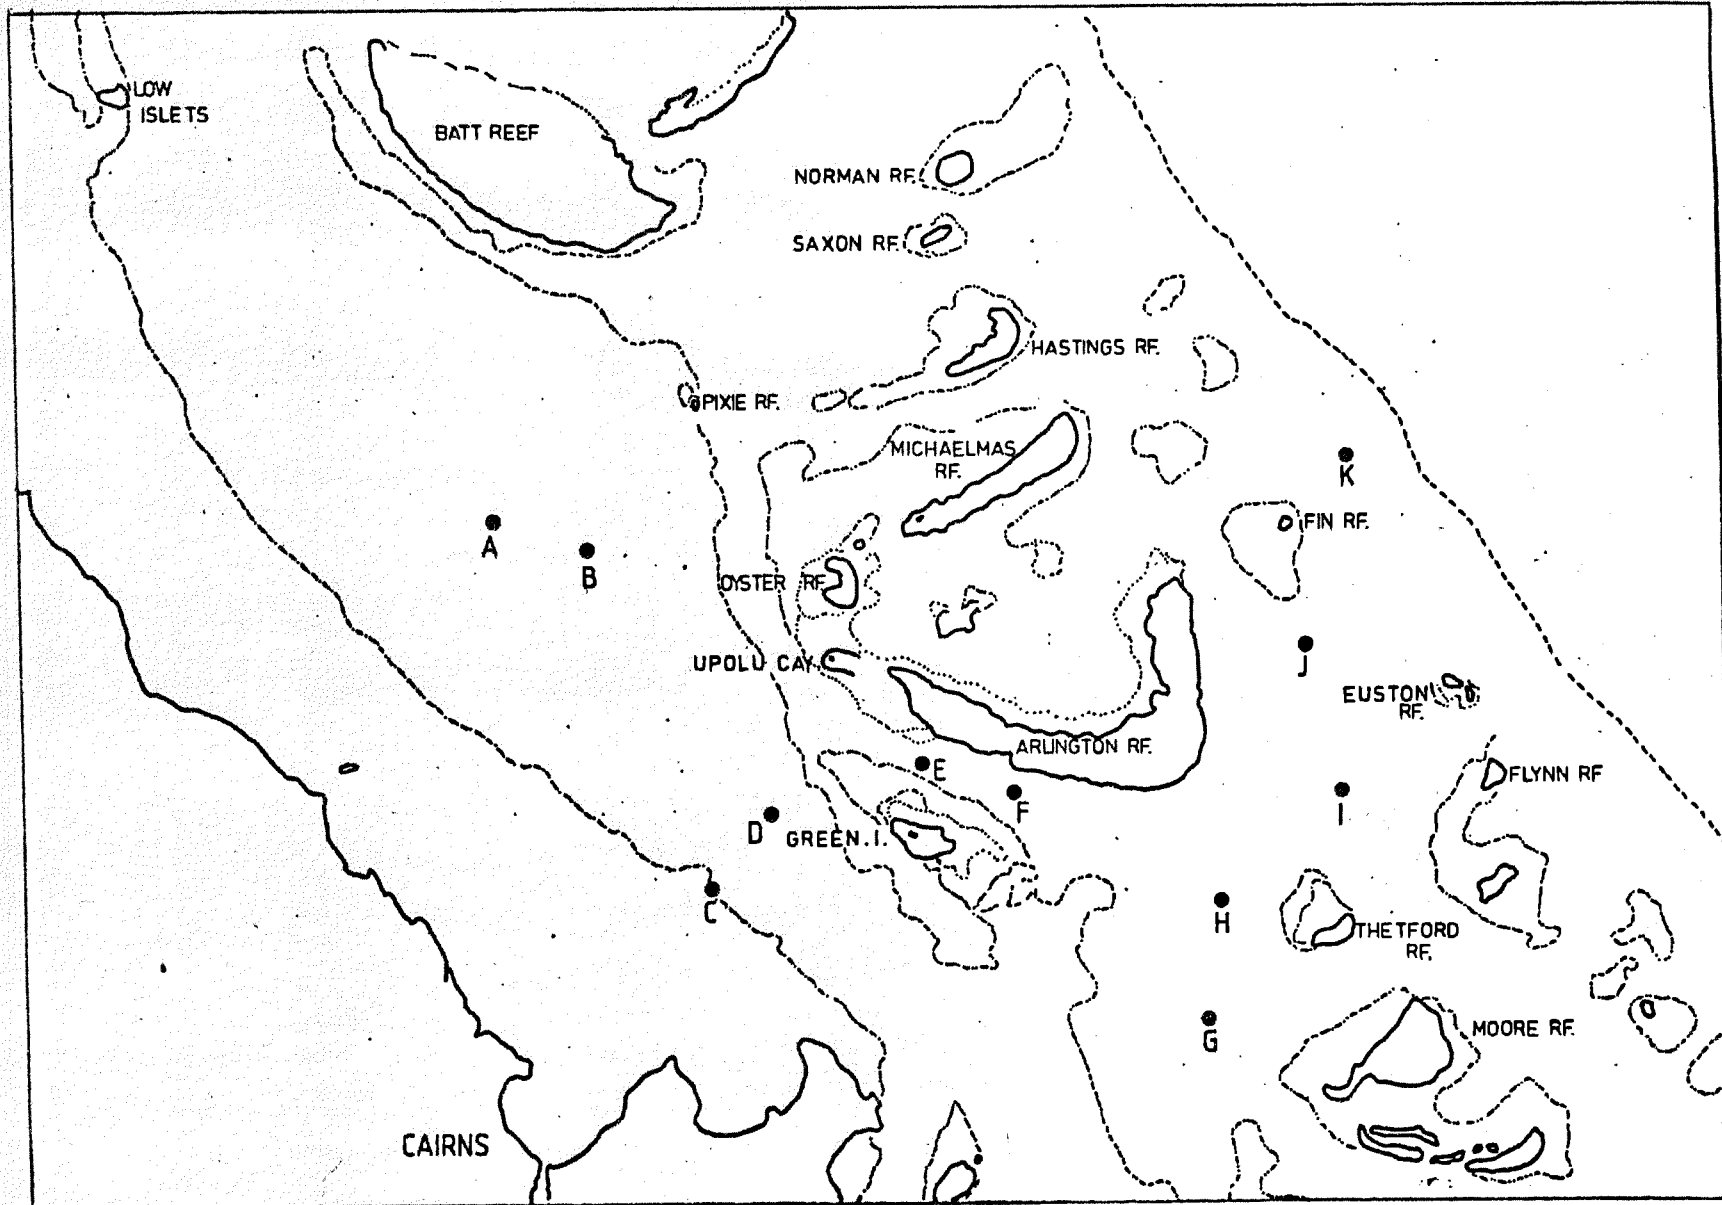 LOW
ISLETS
BATT REEF
NORMAN RF.
SAXON RF.
HASTINGS RF.
PIXIE RF.
MICHAELMAS
RF.
K
FIN RF.
A
B
OYSTER RF.
UPOLU CAY
J
EUSTON
RF.
ARLINGTON RF.
E
FLYNN RF
F
I
D
GREEN.I.
C
H
THETFORD
RF.
G
MOORE RF.
CAIRNS